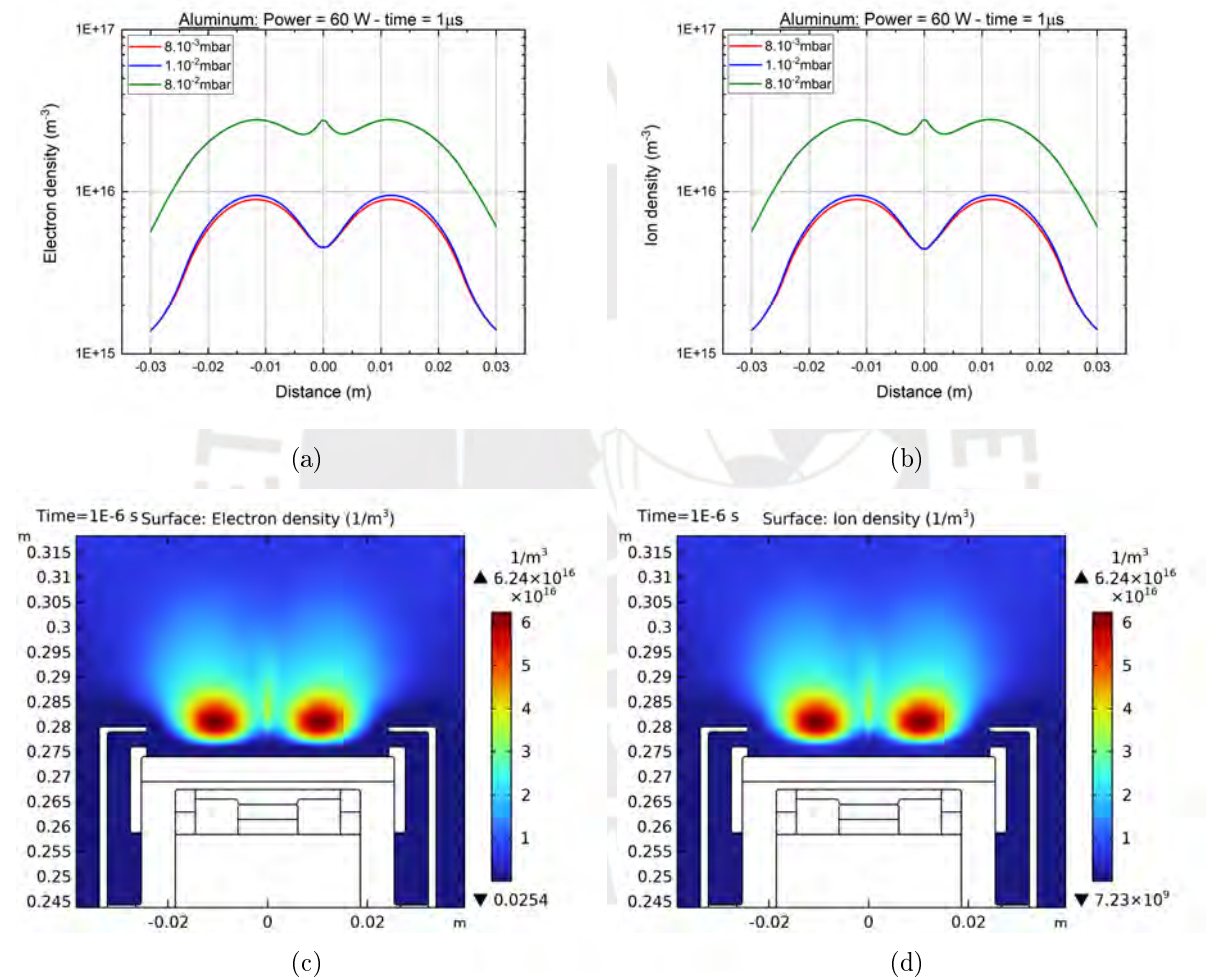 Aluminum: Power = 60 W - time = 1μs
8.10⁻³mbar
1.10⁻²mbar
8.10⁻²mbar
Electron density (m⁻³)
1E+17
1E+16
1E+15
-0.03 -0.02 -0.01 0.00 0.01 0.02 0.03
Distance (m)
(a)
Aluminum: Power = 60 W - time = 1μs
8.10⁻³mbar
1.10⁻²mbar
8.10⁻²mbar
Ion density (m⁻³)
1E+17
1E+16
1E+15
-0.03 -0.02 -0.01 0.00 0.01 0.02 0.03
Distance (m)
(b)
Time=1E-6 s Surface: Electron density (1/m³)
m
0.315
0.31
0.305
0.3
0.295
0.29
0.285
0.28
0.275
0.27
0.265
0.26
0.255
0.25
0.245
-0.02 0 0.02 m
1/m³
▲ 6.24×10¹⁶
×10¹⁶
6
5
4
3
2
1
▼ 0.0254
(c)
Time=1E-6 s Surface: Ion density (1/m³)
m
0.315
0.31
0.305
0.3
0.295
0.29
0.285
0.28
0.275
0.27
0.265
0.26
0.255
0.25
0.245
-0.02 0 0.02 m
1/m³
▲ 6.24×10¹⁶
×10¹⁶
6
5
4
3
2
1
▼ 7.23×10⁹
(d)